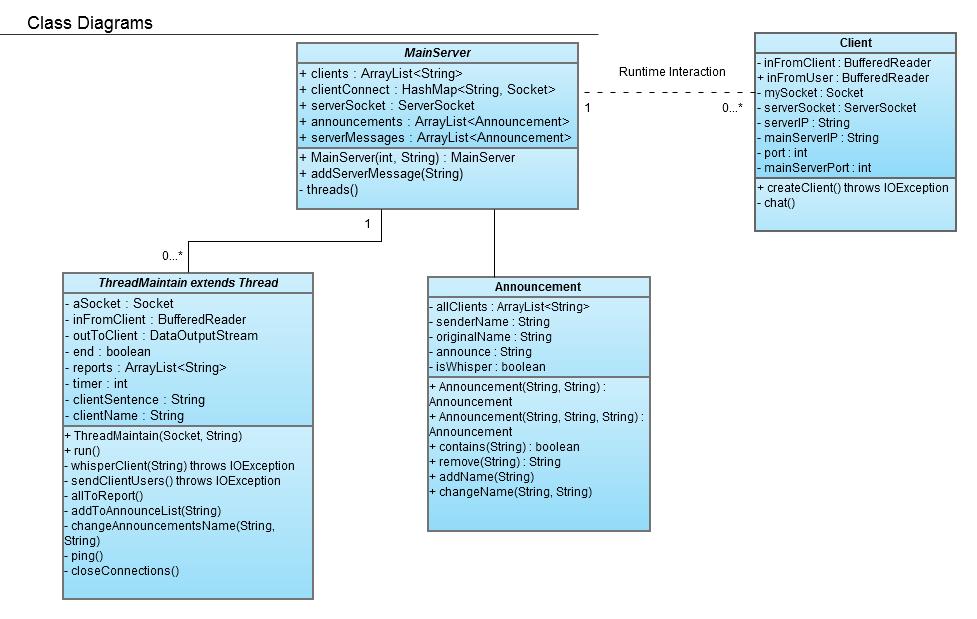 Class Diagrams
MainServer
+ clients : ArrayList<String>
+ clientConnect : HashMap<String, Socket>
+ serverSocket : ServerSocket
+ announcements : ArrayList<Announcement>
+ serverMessages : ArrayList<Announcement>
+ MainServer(int, String) : MainServer
+ addServerMessage(String)
- threads()
Runtime Interaction
1
0...*
Client
- inFromClient : BufferedReader
+ inFromUser : BufferedReader
- mySocket : Socket
- serverSocket : ServerSocket
- serverIP : String
- mainServerIP : String
- port : int
- mainServerPort : int
+ createClient() throws IOException
- chat()
1
0...*
ThreadMaintain extends Thread
- aSocket : Socket
- inFromClient : BufferedReader
- outToClient : DataOutputStream
- end : boolean
- reports : ArrayList<String>
- timer : int
- clientSentence : String
- clientName : String
+ ThreadMaintain(Socket, String)
+ run()
- whisperClient(String) throws IOException
- sendClientUsers() throws IOException
- allToReport()
- addToAnnounceList(String)
- changeAnnouncementsName(String,
String)
- ping()
- closeConnections()
Announcement
- allClients : ArrayList<String>
- senderName : String
- originalName : String
- announce : String
- isWhisper : boolean
+ Announcement(String, String) :
Announcement
+ Announcement(String, String, String) :
Announcement
+ contains(String) : boolean
+ remove(String) : String
+ addName(String)
+ changeName(String, String)